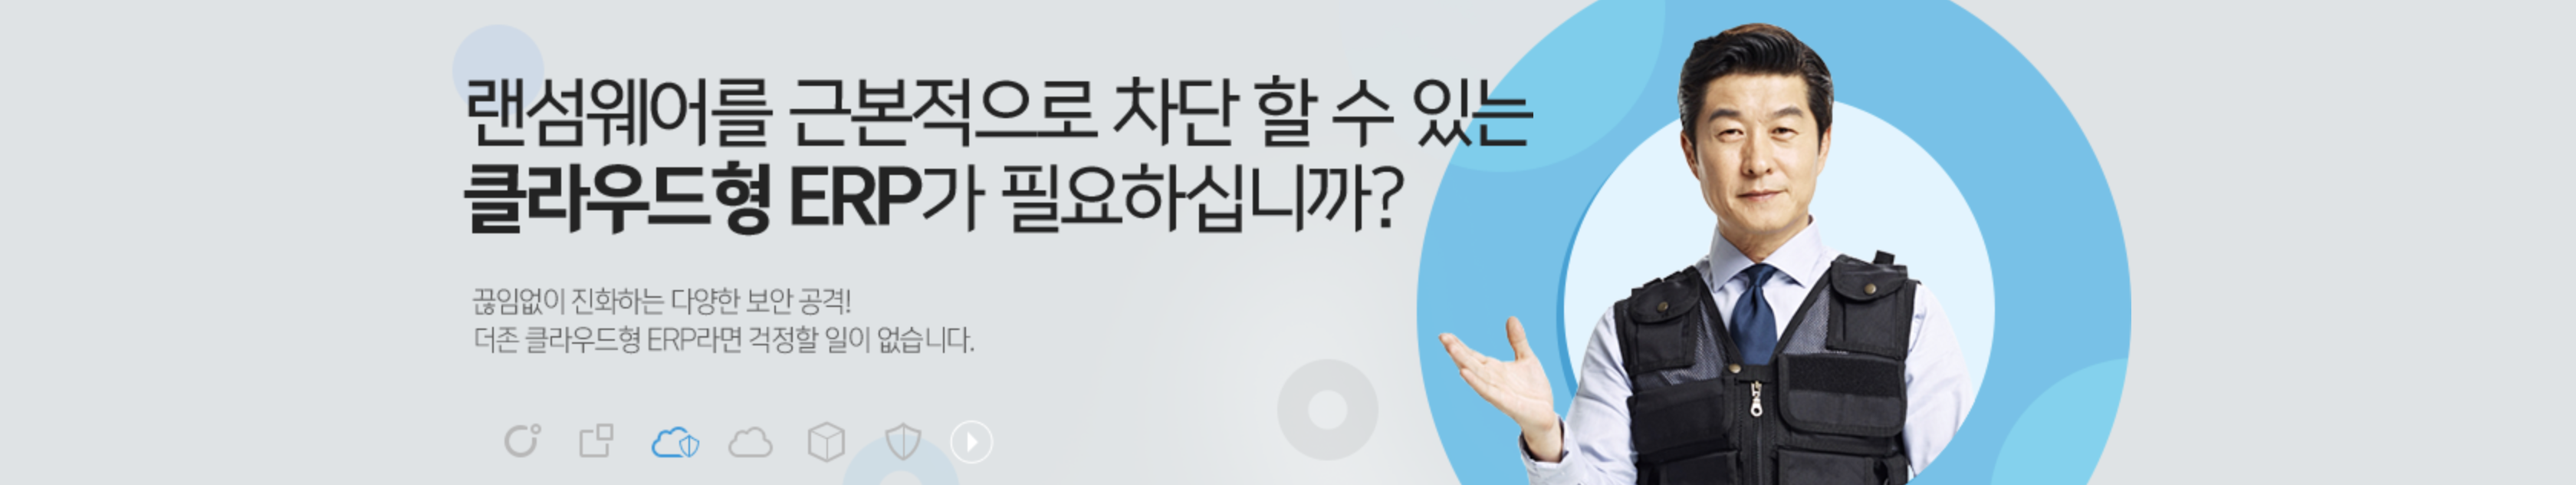 랜섬웨어를 근본적으로 차단 할 수 있는
클라우드형 ERP가 필요하십니까?
끊임없이 진화하는 다양한 보안 공격!
더존 클라우드형 ERP라면 걱정할 일이 없습니다.